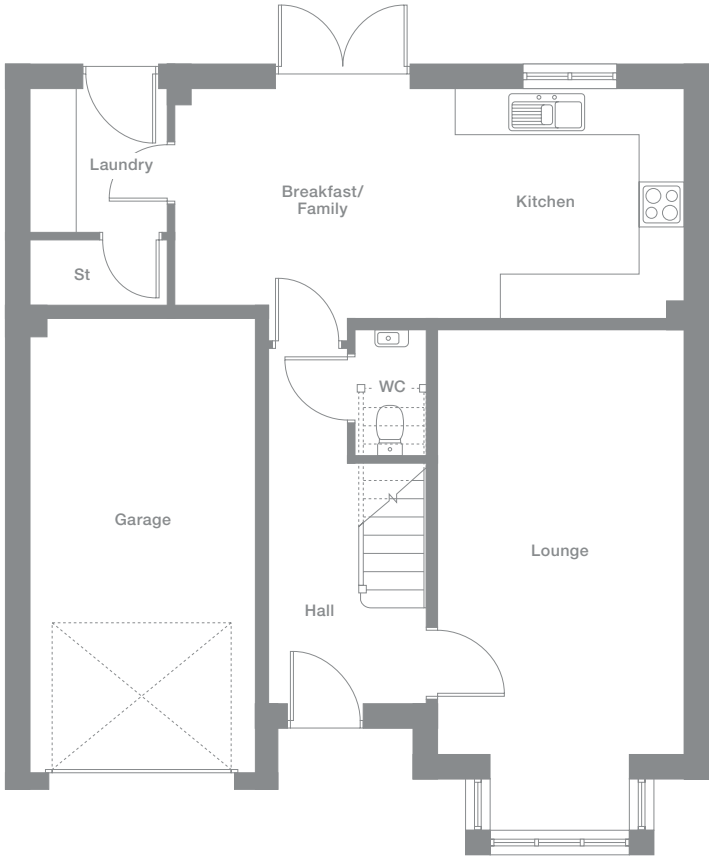 Laundry
Breakfast/
Family
Kitchen
St
WC
Garage
Lounge
Hall